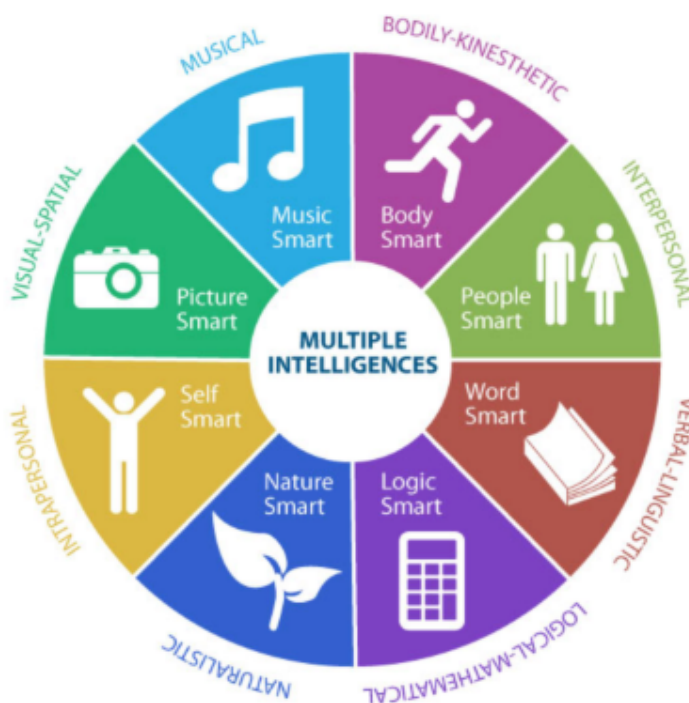 MUSICAL
BODILY-KINESTHETIC
INTERPERSONAL
VERBAL-LINGUISTIC
LOGICAL-MATHEMATICAL
NATURALISTIC
INTRAPERSONAL
VISUAL-SPATIAL
Music
Smart
Body
Smart
People
Smart
Word
Smart
Logic
Smart
Nature
Smart
Self
Smart
Picture
Smart
MULTIPLE
INTELLIGENCES